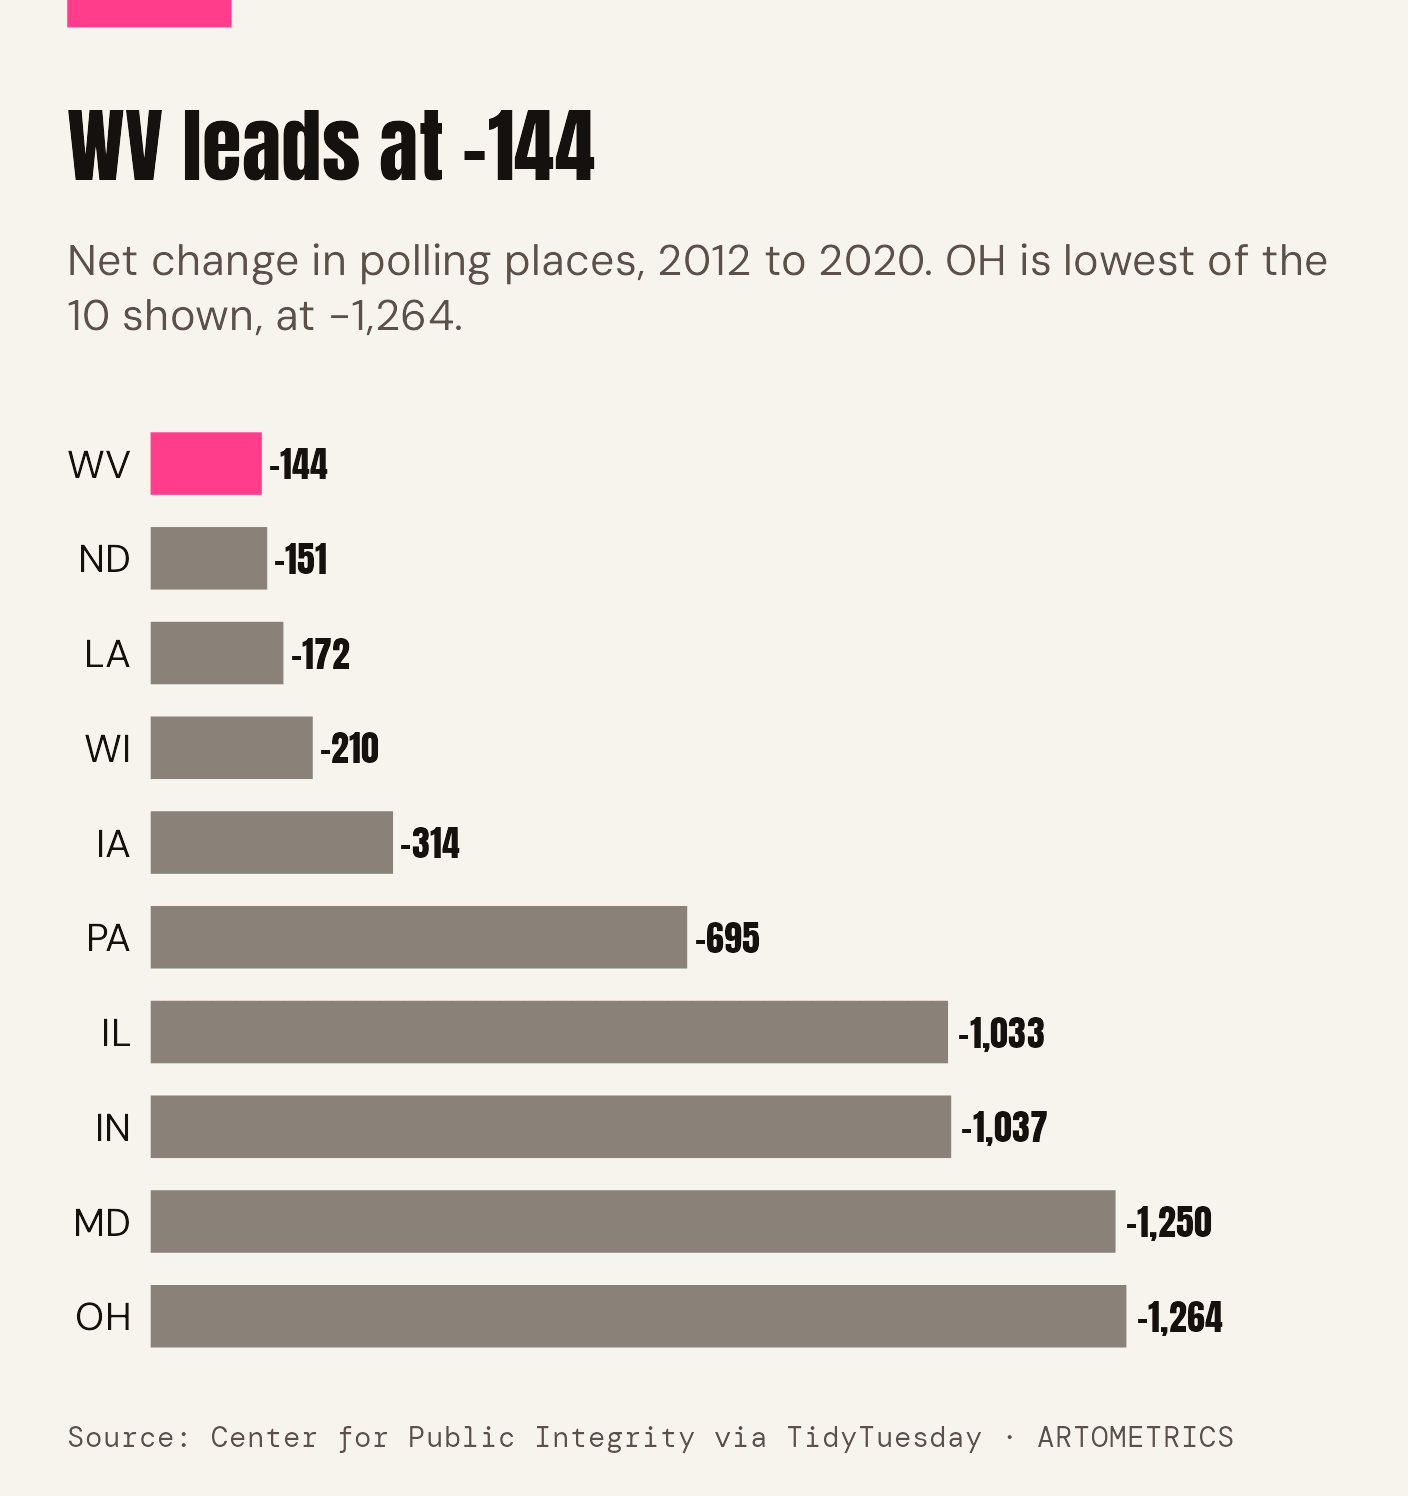 WV leads at -144
Net change in polling places, 2012 to 2020. OH is lowest of the
10 shown, at -1,264.
WV -144
ND -151
LA -172
WI -210
IA -314
PA -695
IL -1,033
IN -1,037
MD -1,250
OH -1,264
Source: Center for Public Integrity via TidyTuesday · ARTOMETRICS